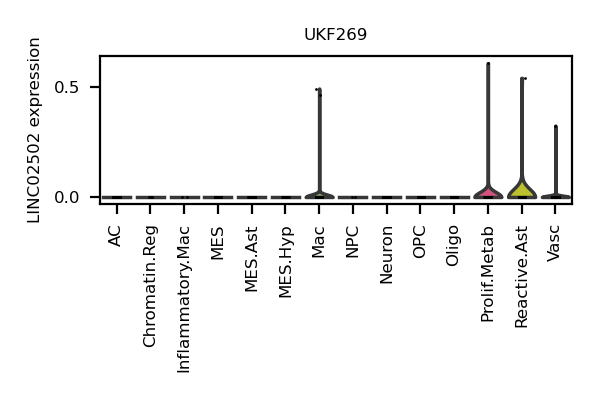 UKF269
LINC02502 expression
0.5
0.0
AC
Chromatin.Reg
Inflammatory.Mac
MES
MES.Ast
MES.Hyp
Mac
NPC
Neuron
OPC
Oligo
Prolif.Metab
Reactive.Ast
Vasc